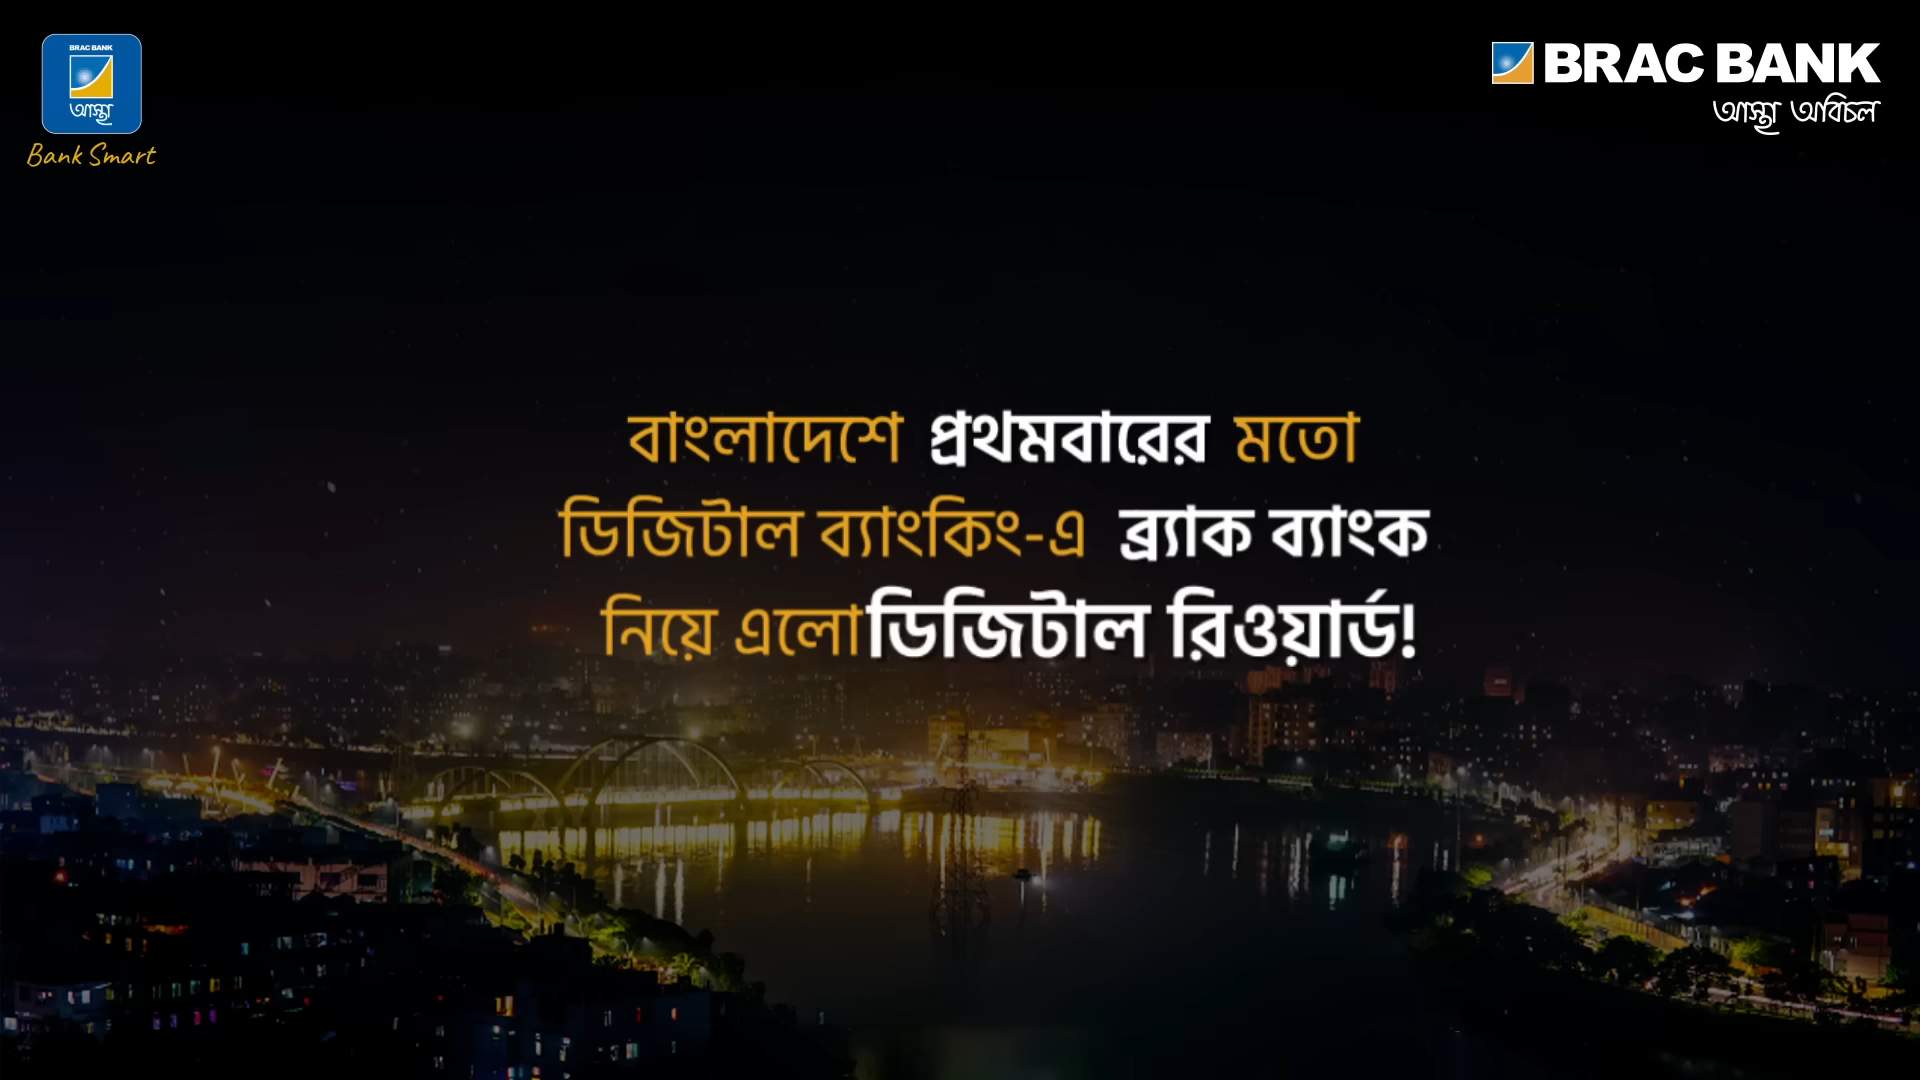 BRAC BANK
আস্থা
Bank Smart
BRAC BANK
আস্থা অবিচল
বাংলাদেশে প্রথমবারের মতো
ডিজিটাল ব্যাংকিং-এ ব্র্যাক ব্যাংক
নিয়ে এলো ডিজিটাল রিওয়ার্ড!